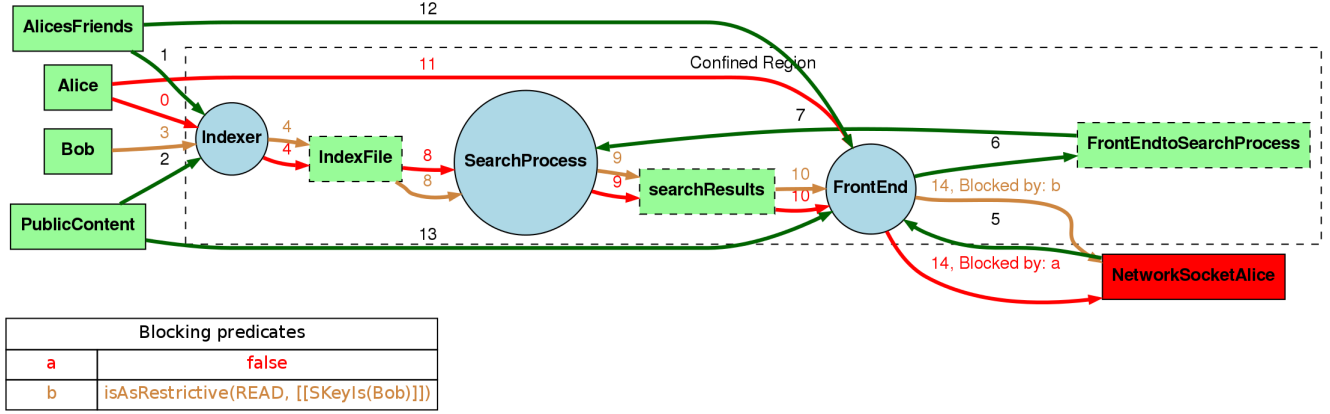 12
AlicesFriends
1
Confined Region
11
Alice
0
7
3
4
Bob
2
Indexer
4
IndexFile
8
8
SearchProcess
9
9
searchResults
10
10
FrontEnd
6
FrontEndtoSearchProcess
14, Blocked by: b
5
PublicContent
13
14, Blocked by: a
NetworkSocketAlice
Blocking predicates
a false
b isAsRestrictive(READ, [[SKeyIs(Bob)]])